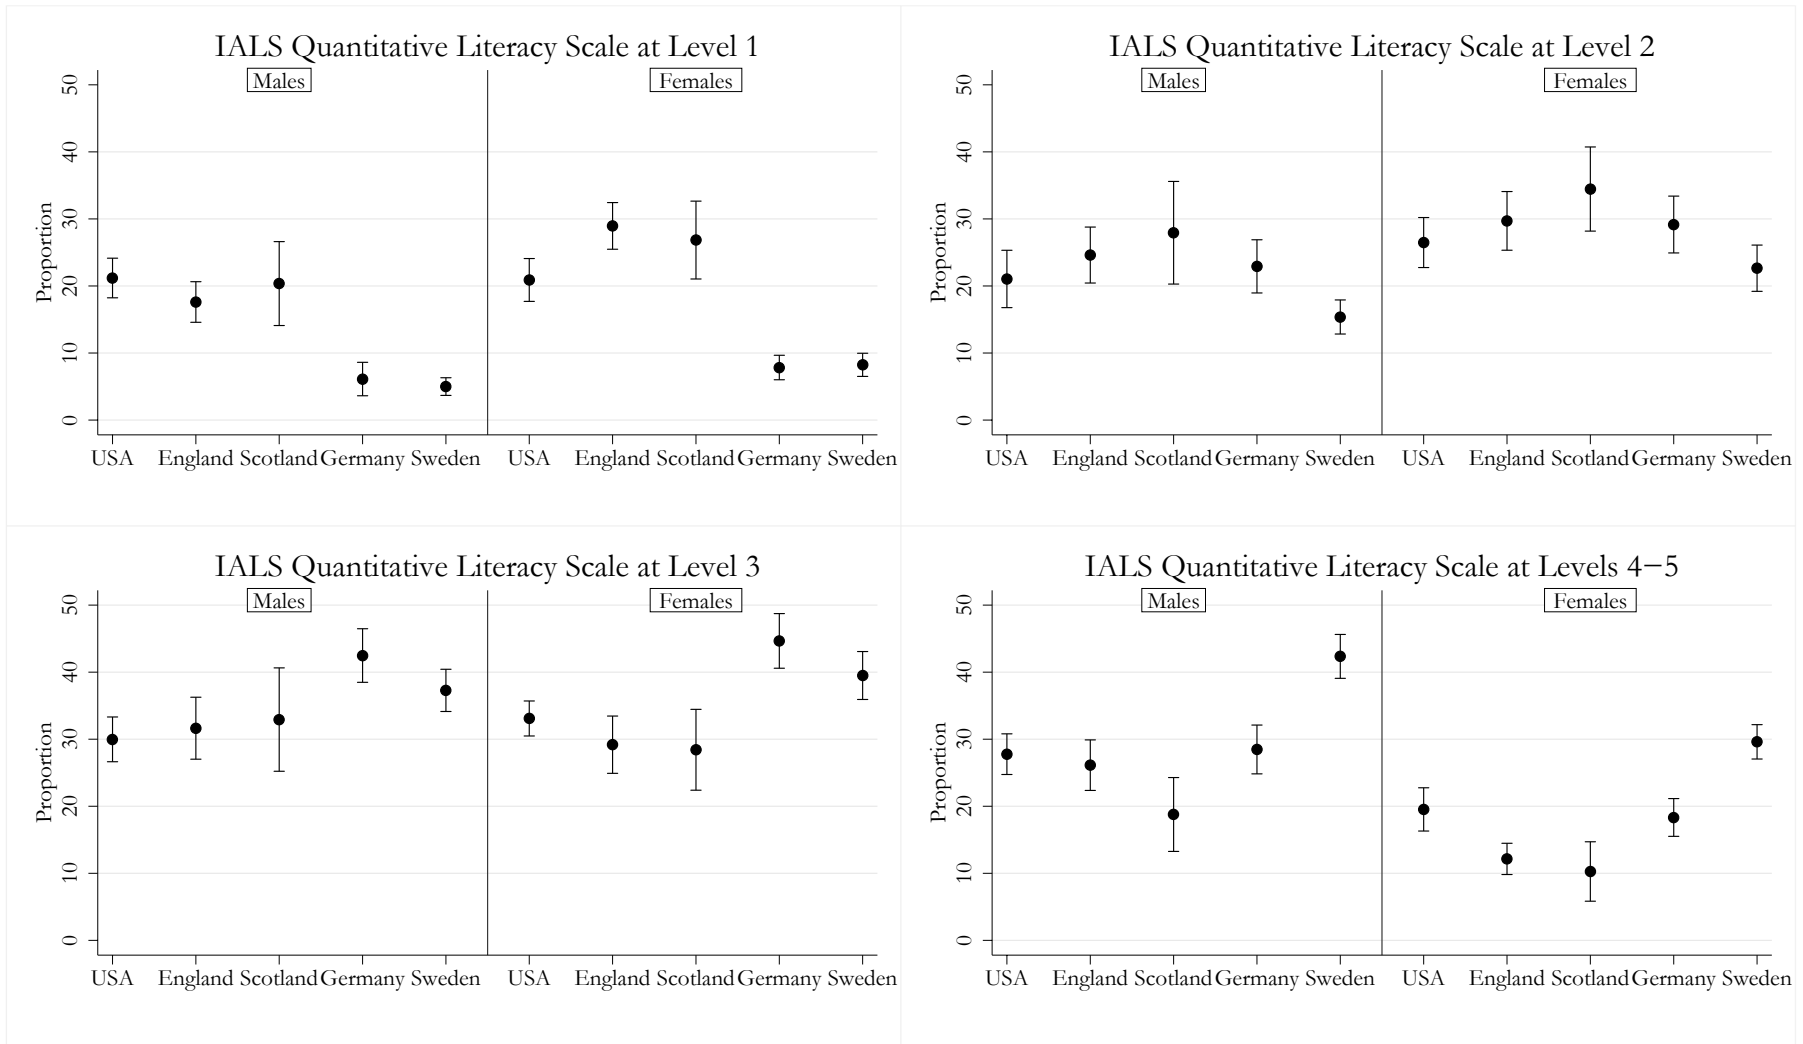 IALS Quantitative Literacy Scale at Level 1
Males Females
50
40
30
20
10
0
Proportion
USA England Scotland Germany Sweden USA England Scotland Germany Sweden
IALS Quantitative Literacy Scale at Level 2
Males Females
50
40
30
20
10
0
Proportion
USA England Scotland Germany Sweden USA England Scotland Germany Sweden
IALS Quantitative Literacy Scale at Level 3
Males Females
50
40
30
20
10
0
Proportion
USA England Scotland Germany Sweden USA England Scotland Germany Sweden
IALS Quantitative Literacy Scale at Levels 4−5
Males Females
50
40
30
20
10
0
Proportion
USA England Scotland Germany Sweden USA England Scotland Germany Sweden